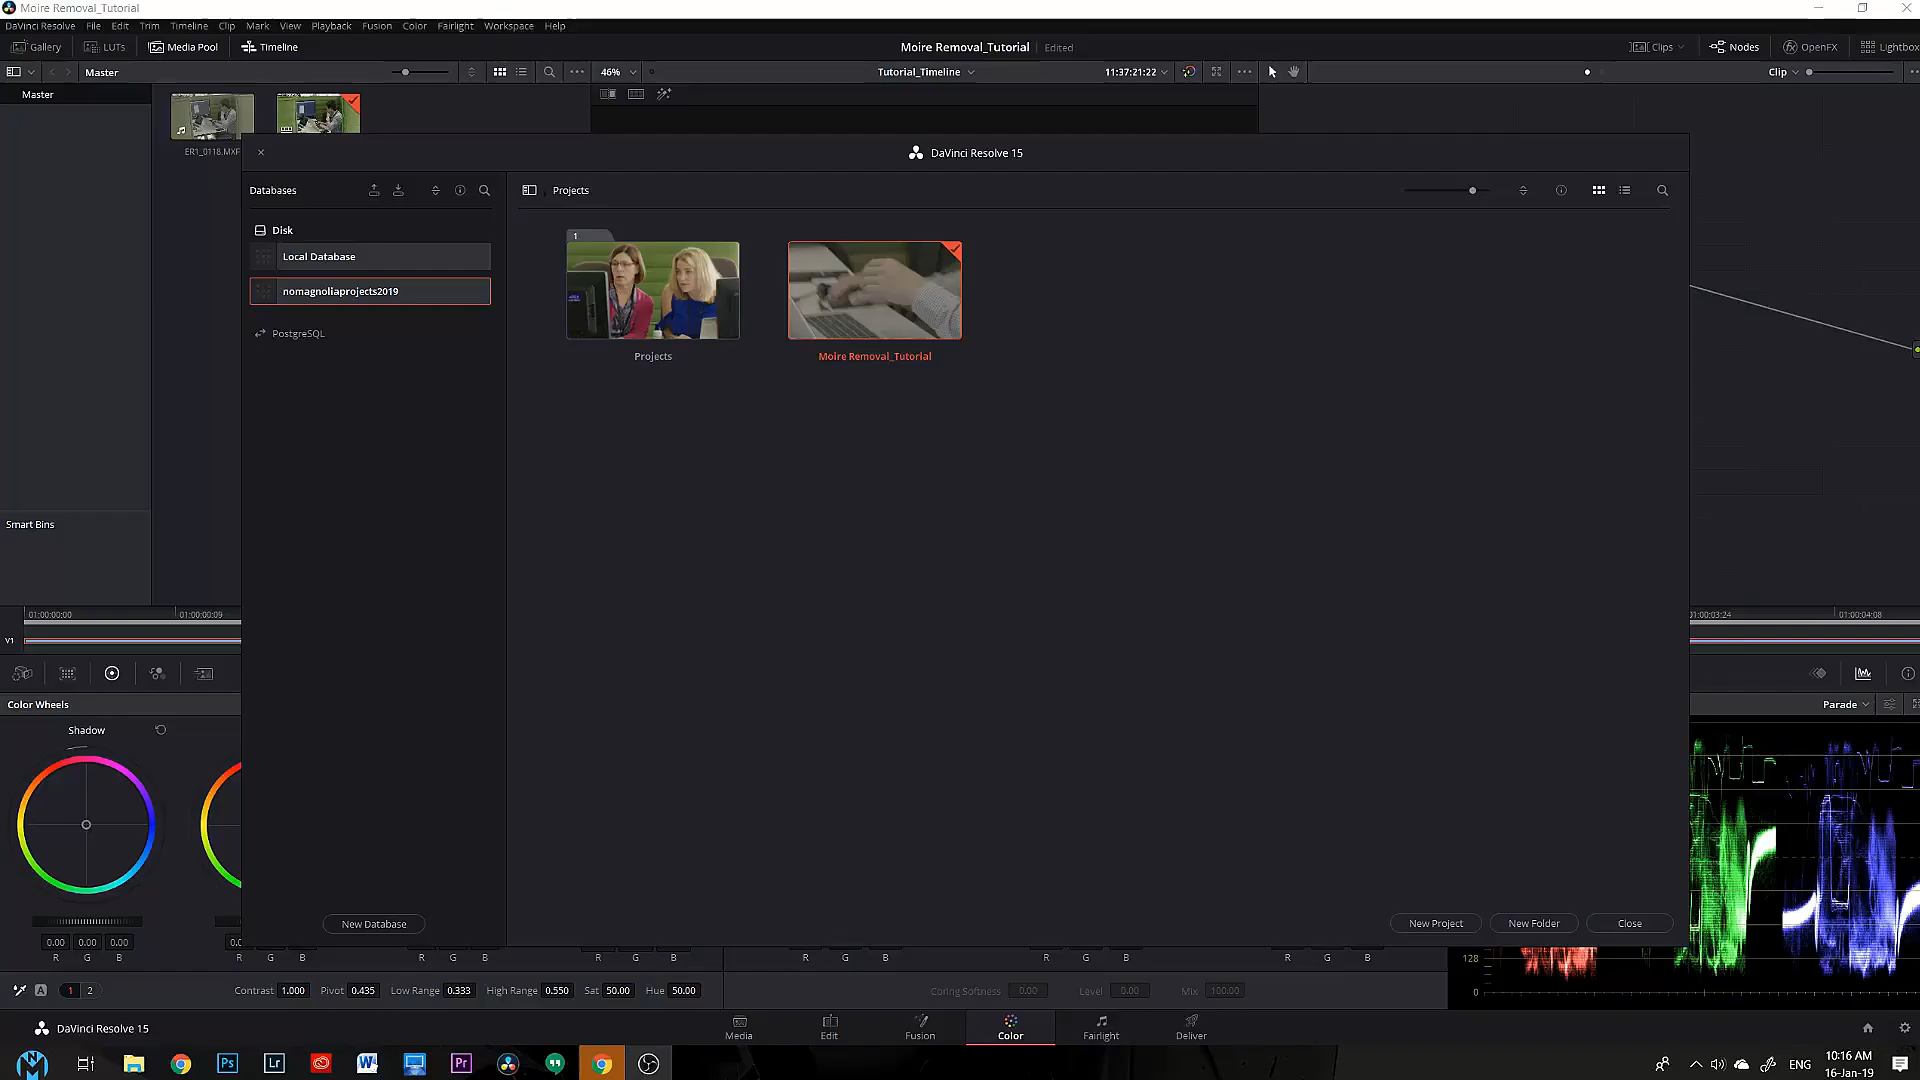 Moire Removal_Tutorial
DaVinci Resolve File Edit Trim Timeline Clip Mark View Playback Fusion Color Fairlight Workspace Help
Gallery LUTs Media Pool Timeline Moire Removal_Tutorial Edited Clips Nodes OpenFX Lightbox
Master 46% Tutorial_Timeline 11:37:21:22 Clip
Master
ER1_0118.MXF
DaVinci Resolve 15
Databases Projects
Disk
Local Database
nomagnoliaprojects2019
PostgreSQL
1
Projects Moire Removal_Tutorial
Smart Bins
01:00:00:00 01:00:00:09 01:00:03:24 01:00:04:08
V1
Color Wheels Parade
Shadow
New Database New Project New Folder Close
0.00 0.00 0.00
R G B R G B R G B R G B R G B R G B R G B
128
0
A 1 2 Contrast 1.000 Pivot 0.435 Low Range 0.333 High Range 0.550 Sat 50.00 Hue 50.00 Coring Softness 0.00 Level 0.00 Mix 100.00
DaVinci Resolve 15 Media Edit Fusion Color Fairlight Deliver
Ps Lr W Pr ENG 10:16 AM
16-Jan-19